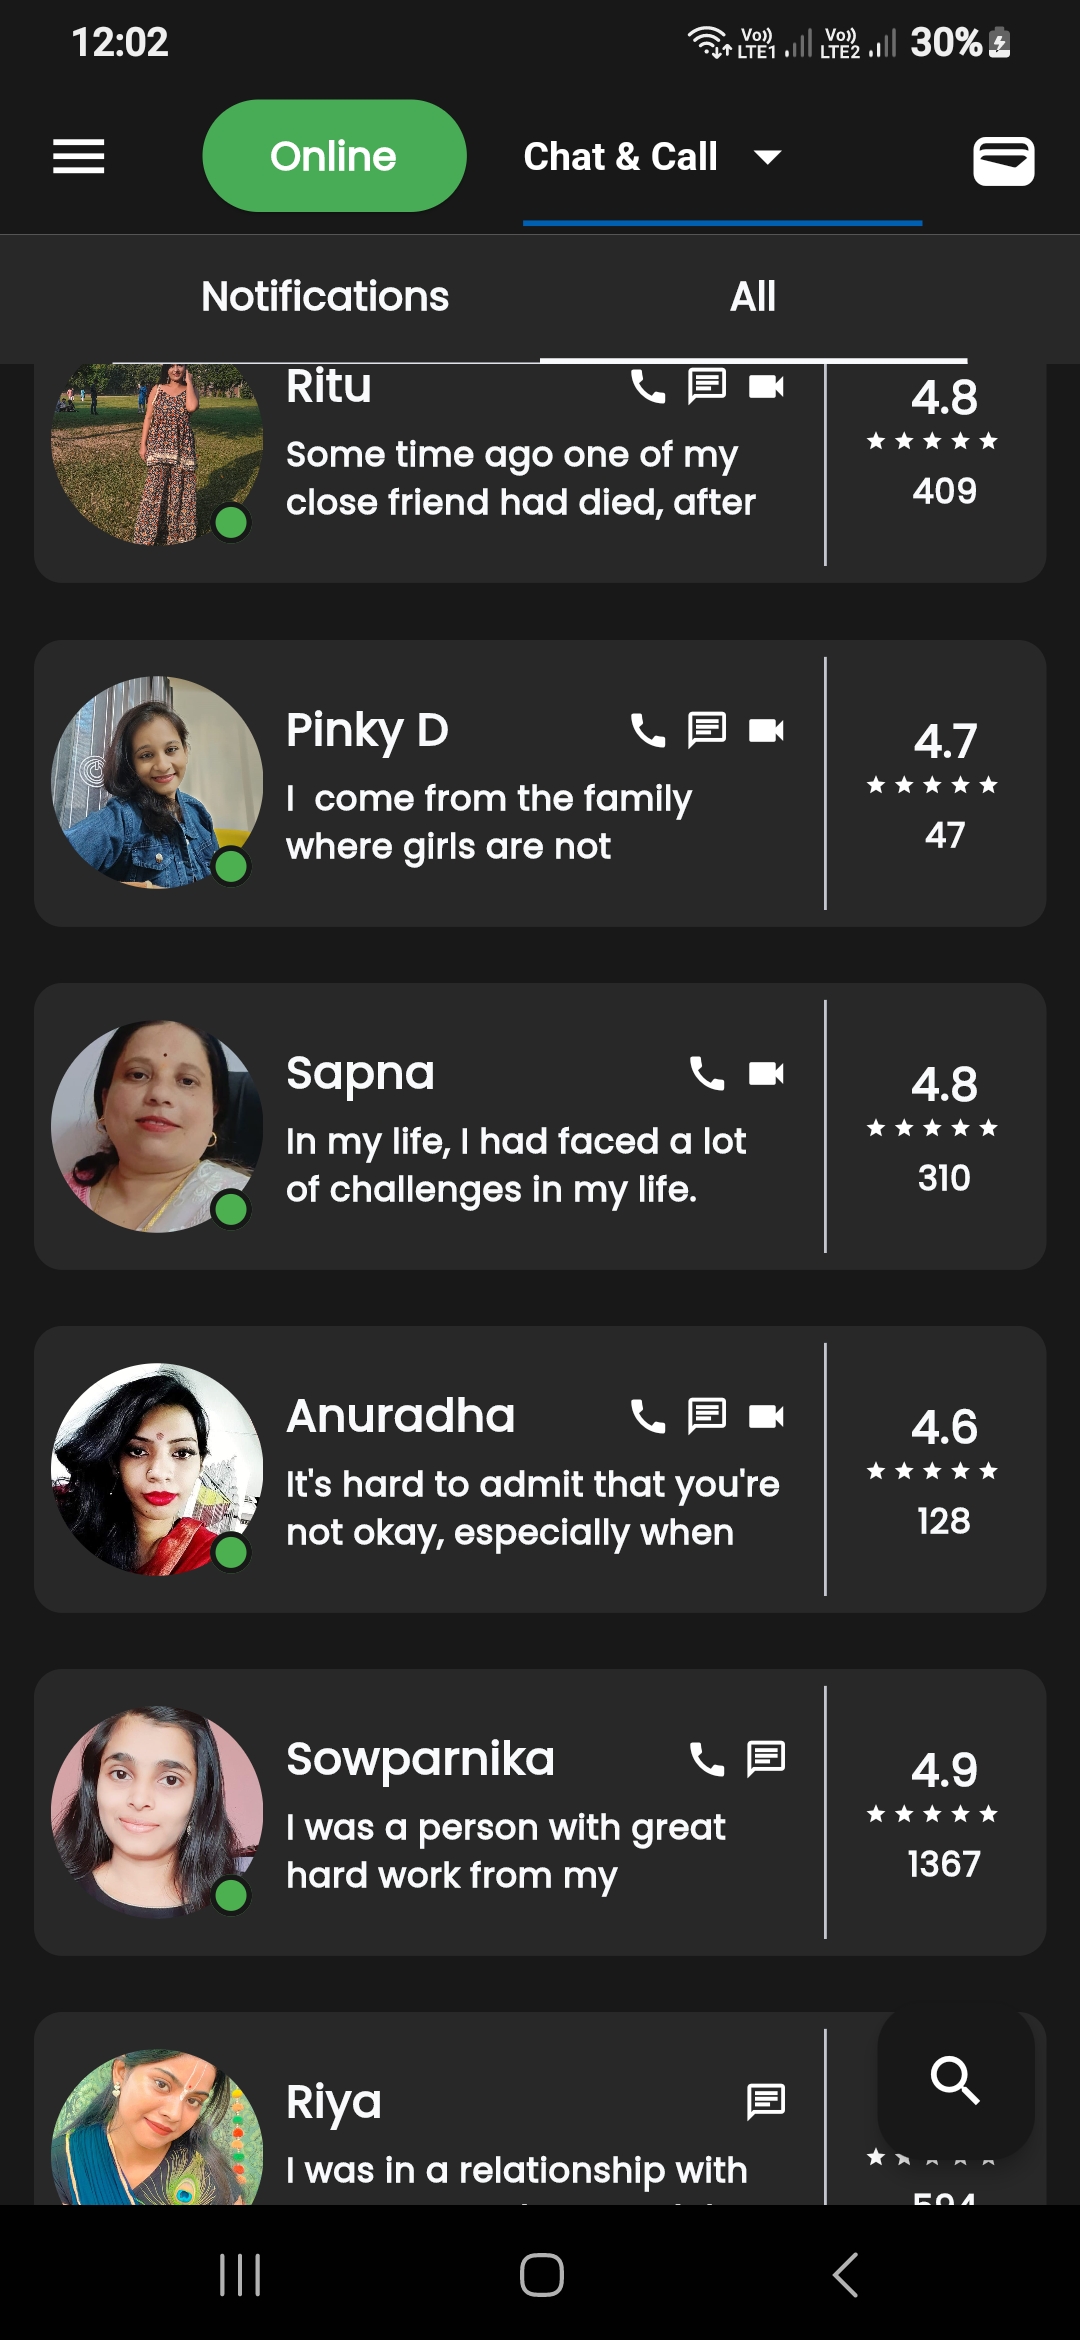 12:02
Vo)) LTE1 Vo)) LTE2 30%
Online Chat & Call
Notifications All
Ritu 4.8
Some time ago one of my
close friend had died, after
409
Pinky D 4.7
I come from the family
where girls are not
47
Sapna 4.8
In my life, I had faced a lot
of challenges in my life.
310
Anuradha 4.6
It's hard to admit that you're
not okay, especially when
128
Sowparnika 4.9
I was a person with great
hard work from my
1367
Riya
I was in a relationship with